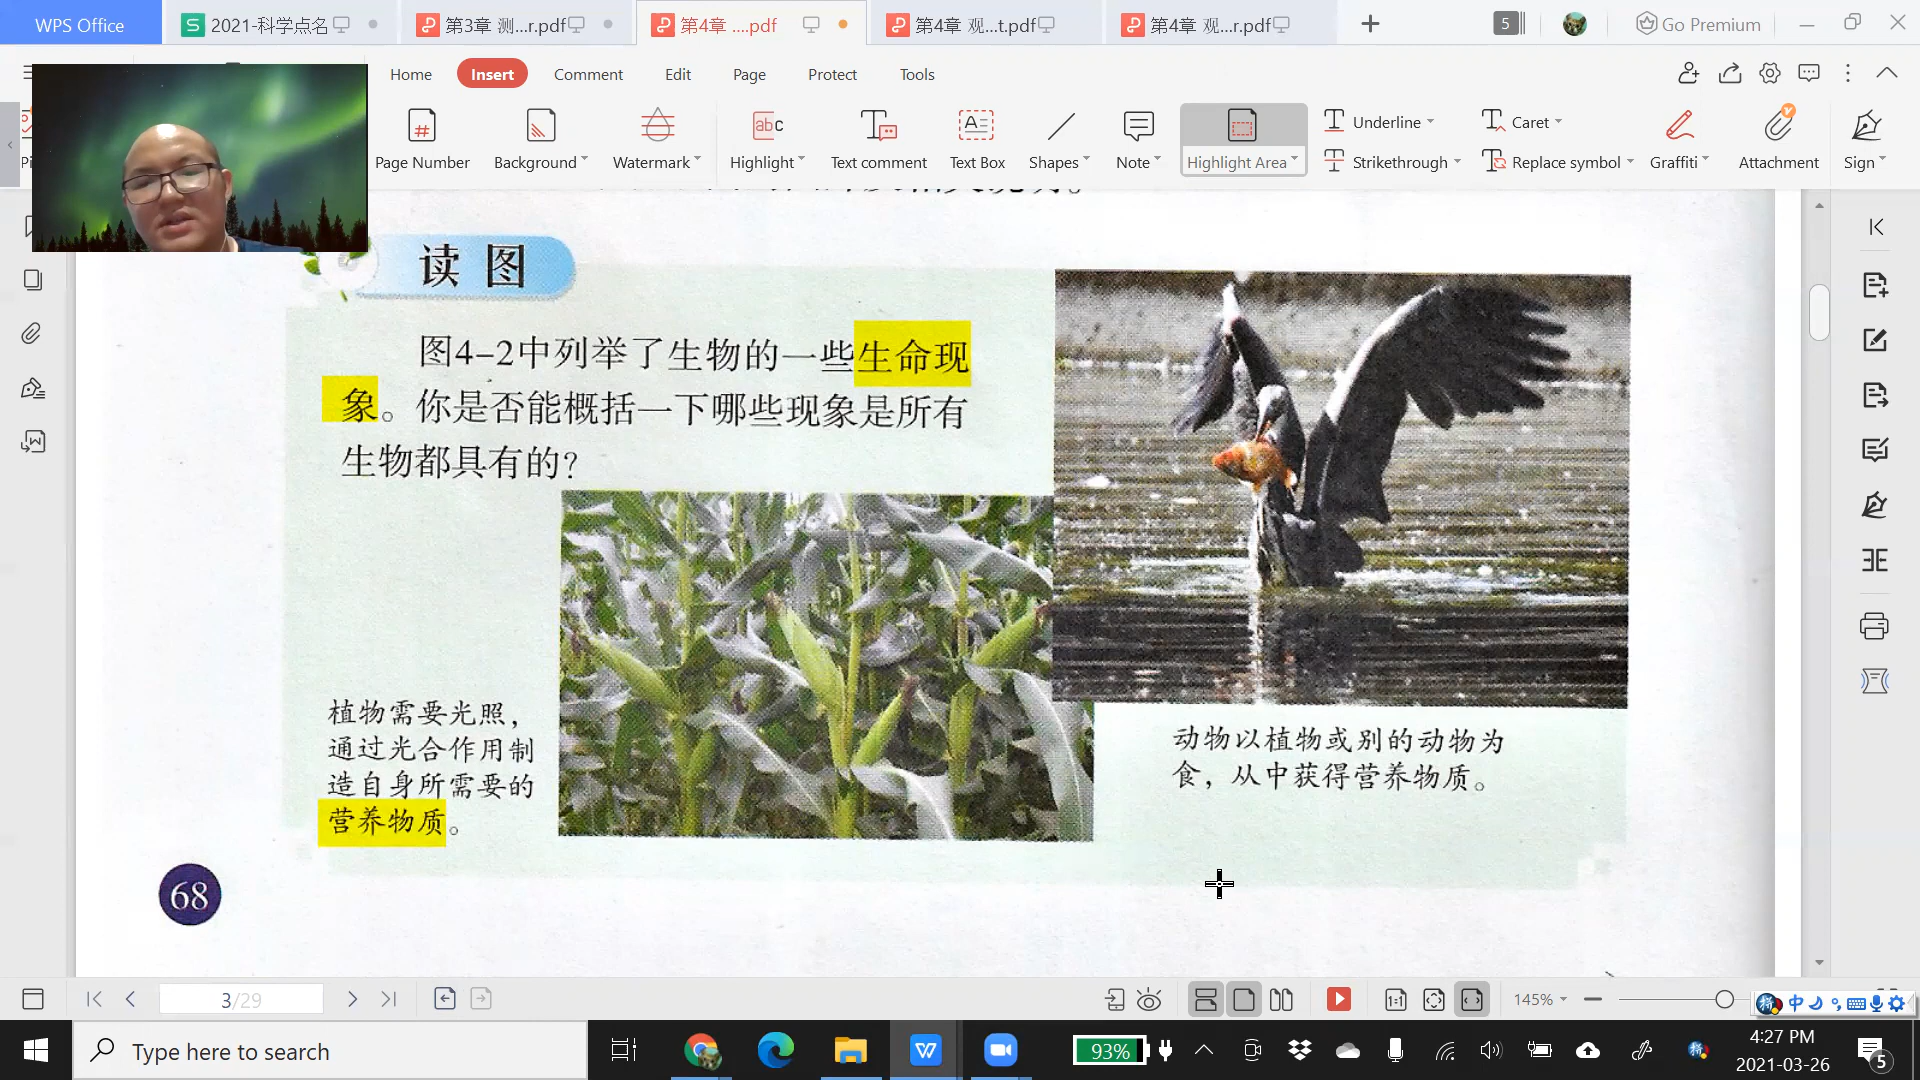 WPS Office
2021-科学点名
第3章 测...r.pdf
第4章 ....pdf
第4章 观...t.pdf
第4章 观...r.pdf
5
Go Premium
Home
Insert
Comment
Edit
Page
Protect
Tools
Page Number
Background
Watermark
Highlight
Text comment
Text Box
Shapes
Note
Highlight Area
Underline
Strikethrough
Caret
Replace symbol
Graffiti
Attachment
Sign
读 图
图4-2中列举了生物的一些生命现
象。你是否能概括一下哪些现象是所有
生物都具有的?
植物需要光照,
通过光合作用制
造自身所需要的
营养物质。
动物以植物或别的动物为
食,从中获得营养物质。
68
3/29
145%
中
Type here to search
93%
4:27 PM
2021-03-26
5